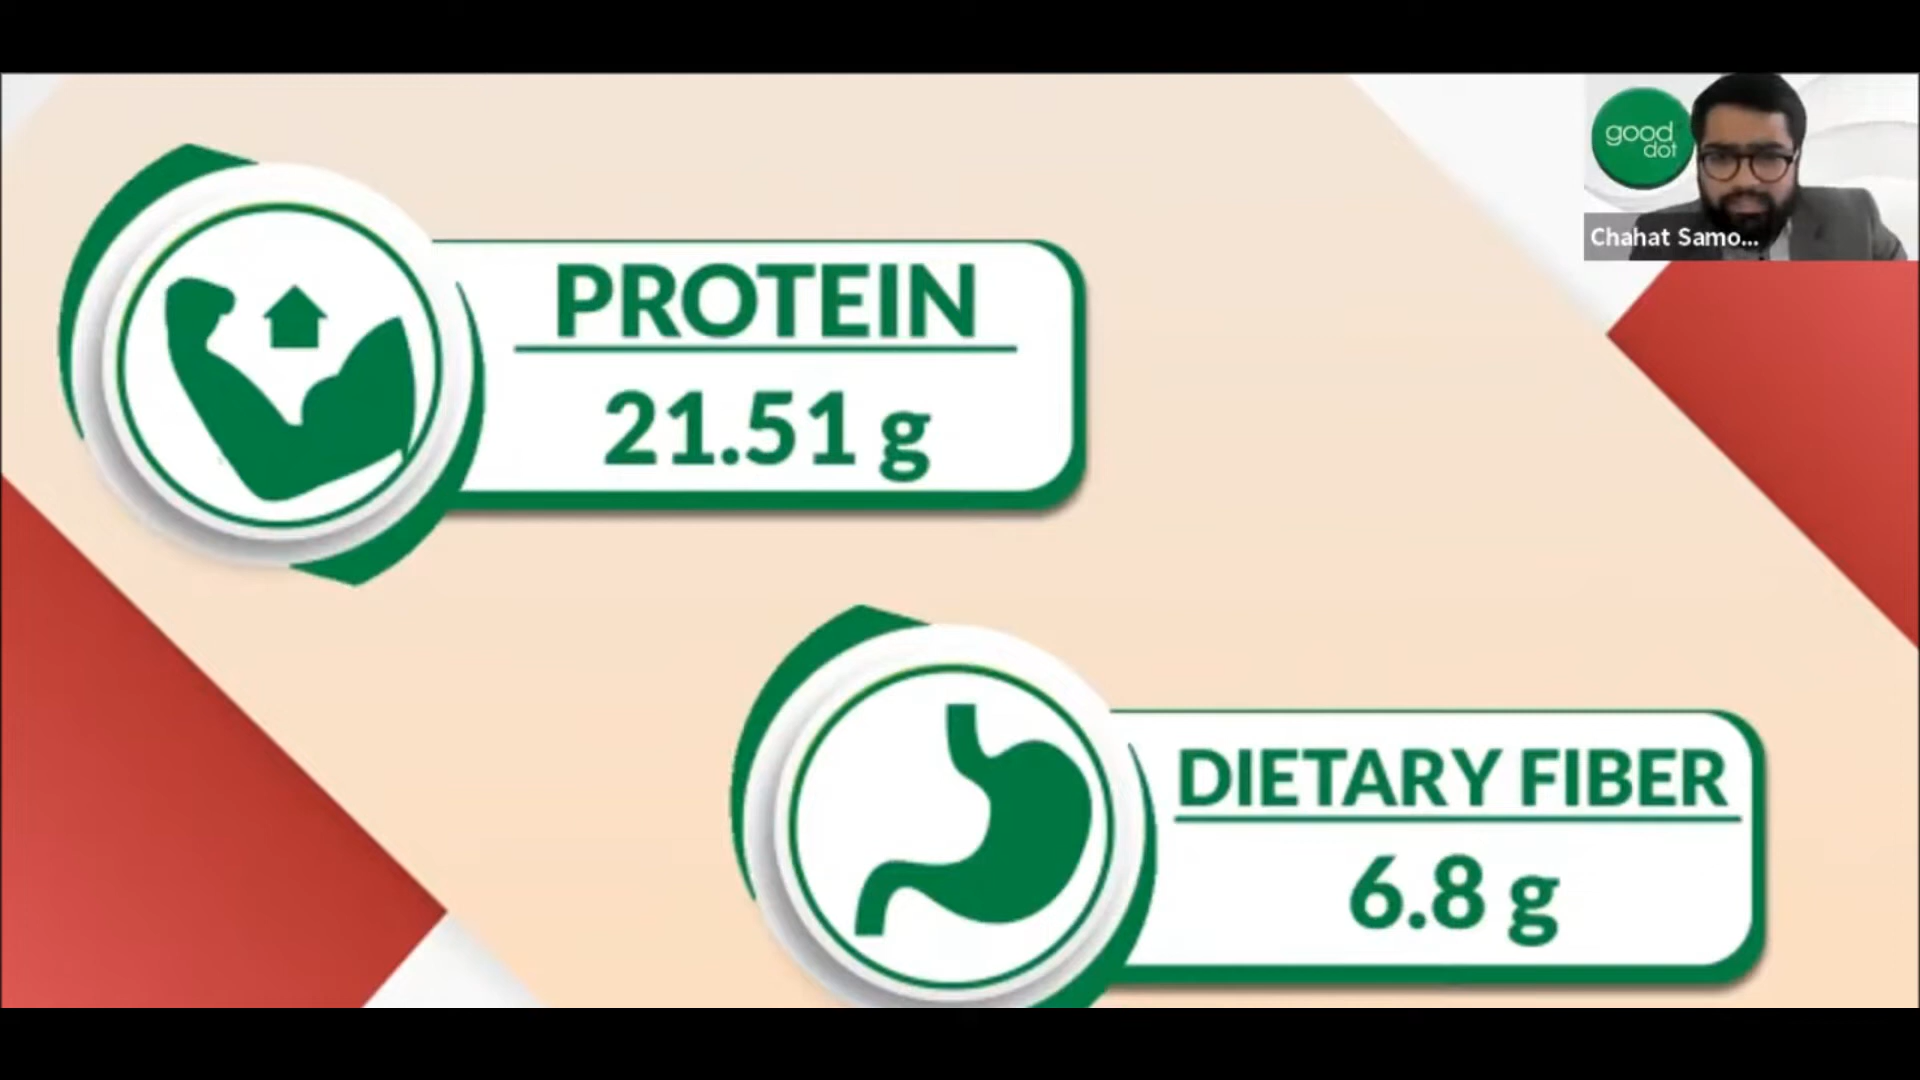 good
dot
Chahat Samo...
PROTEIN
21.51 g
DIETARY FIBER
6.8 g